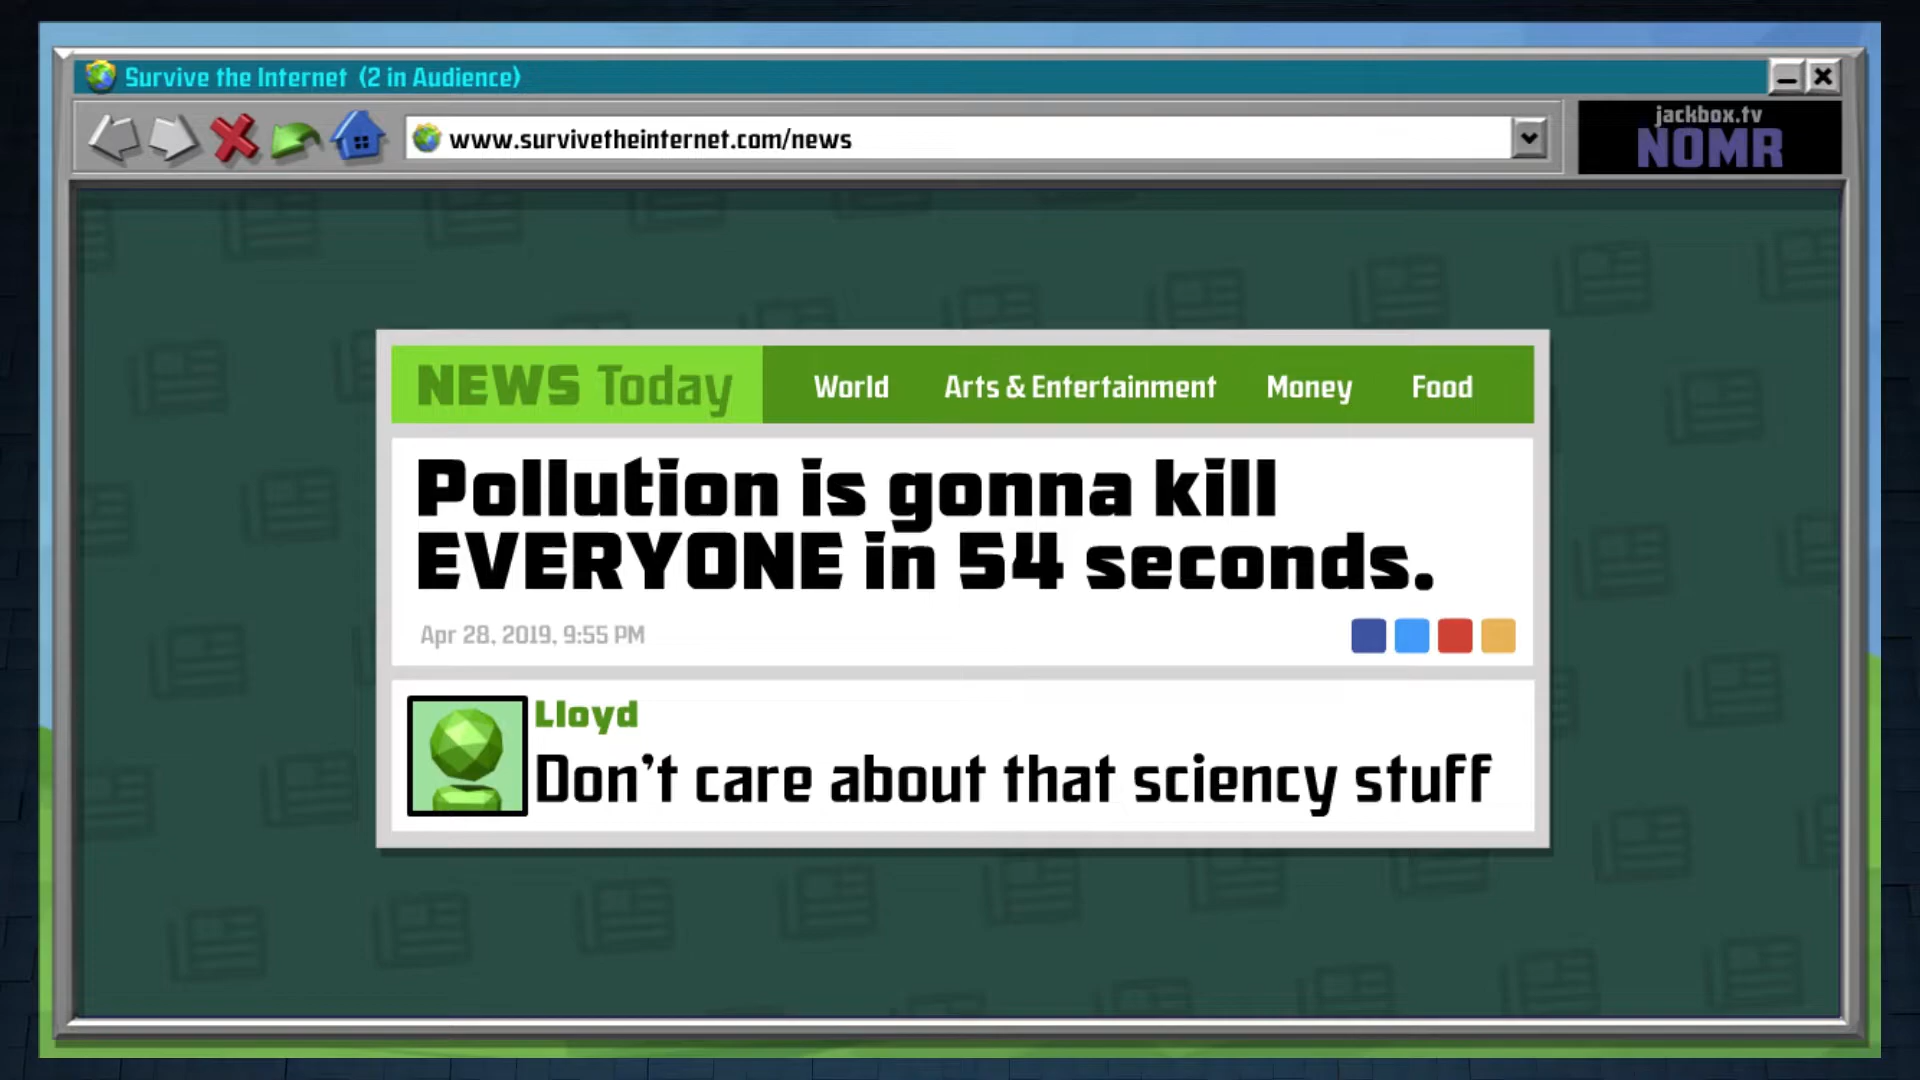 Survive the Internet (2 in Audience)
www.survivetheinternet.com/news
jackbox.tv
NOMR
NEWS Today World Arts & Entertainment Money Food
Pollution is gonna kill
EVERYONE in 54 seconds.
Apr 28, 2019, 9:55 PM
Lloyd
Don't care about that sciency stuff